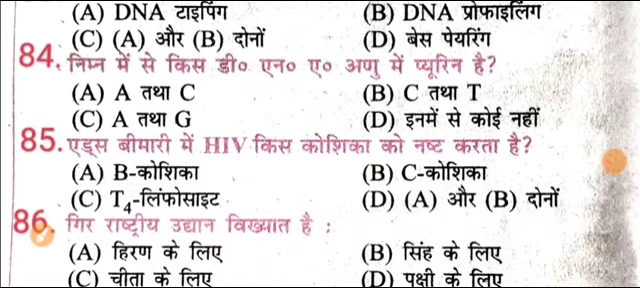 (A) DNA टाइपिंग (B) DNA प्रोफाइलिंग
(C) (A) और (B) दोनों (D) बेस पेयरिंग
84. निम्न में से किस डी० एन० ए० अणु में प्यूरिन है?
(A) A तथा C (B) C तथा T
(C) A तथा G (D) इनमें से कोई नहीं
85. एड्स बीमारी में HIV किस कोशिका को नष्ट करता है?
(A) B-कोशिका (B) C-कोशिका
(C) T4-लिंफोसाइट (D) (A) और (B) दोनों
86. गिर राष्ट्रीय उद्यान विख्यात है :
(A) हिरण के लिए (B) सिंह के लिए
(C) चीता के लिए (D) पक्षी के लिए